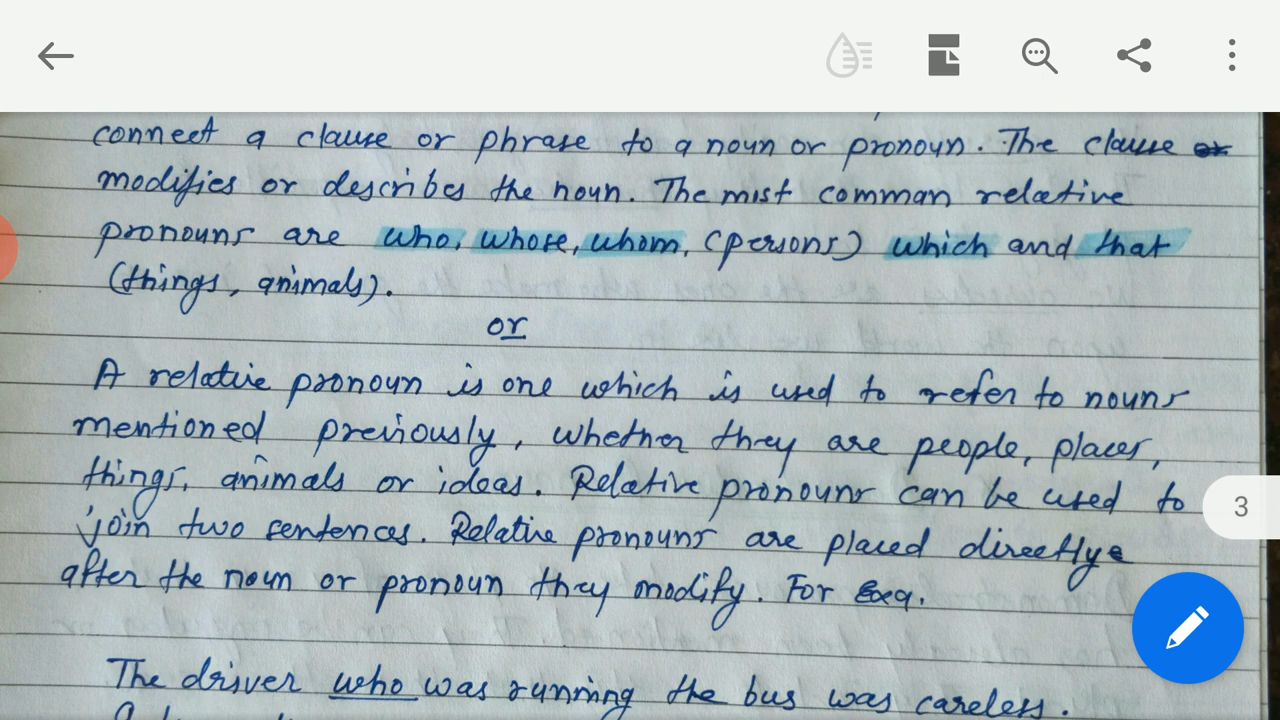 connect a clause or phrase to a noun or pronoun. The clause
modifies or describes the noun. The mist comman relative
pronouns are who, whose, whom, (persons) which and that
(things, animals).
or
A relative pronoun is one which is used to refer to nouns
mentioned previously, whether they are people, places,
things, animals or ideas. Relative pronouns can be used to
3
join two sentences. Relative pronouns are placed directly
after the noun or pronoun they modify. For Exa.
The driver who was running the bus was careless.